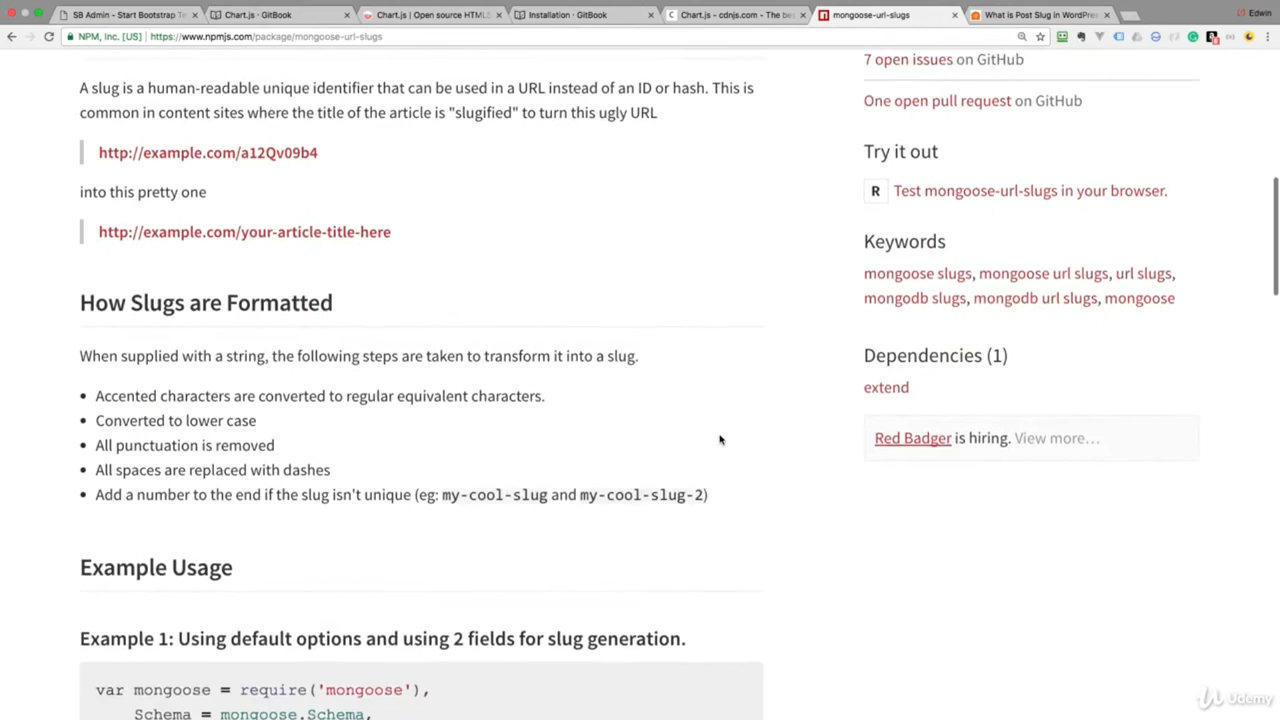 SB Admin - Start Bootstrap Te
Chart.js · GitBook
Chart.js | Open source HTML5
Installation · GitBook
Chart.js - cdnjs.com - The bes
mongoose-url-slugs
What is Post Slug in WordPres
Edwin
NPM, Inc. [US] | https://www.npmjs.com/package/mongoose-url-slugs
A slug is a human-readable unique identifier that can be used in a URL instead of an ID or hash. This is
common in content sites where the title of the article is "slugified" to turn this ugly URL
http://example.com/a12Qv09b4
into this pretty one
http://example.com/your-article-title-here
How Slugs are Formatted
When supplied with a string, the following steps are taken to transform it into a slug.
• Accented characters are converted to regular equivalent characters.
• Converted to lower case
• All punctuation is removed
• All spaces are replaced with dashes
• Add a number to the end if the slug isn't unique (eg: my-cool-slug and my-cool-slug-2)
Example Usage
Example 1: Using default options and using 2 fields for slug generation.
var mongoose = require('mongoose'),
Schema = mongoose.Schema,
7 open issues on GitHub
One open pull request on GitHub
Try it out
R Test mongoose-url-slugs in your browser.
Keywords
mongoose slugs, mongoose url slugs, url slugs,
mongodb slugs, mongodb url slugs, mongoose
Dependencies (1)
extend
Red Badger is hiring. View more…
Udemy